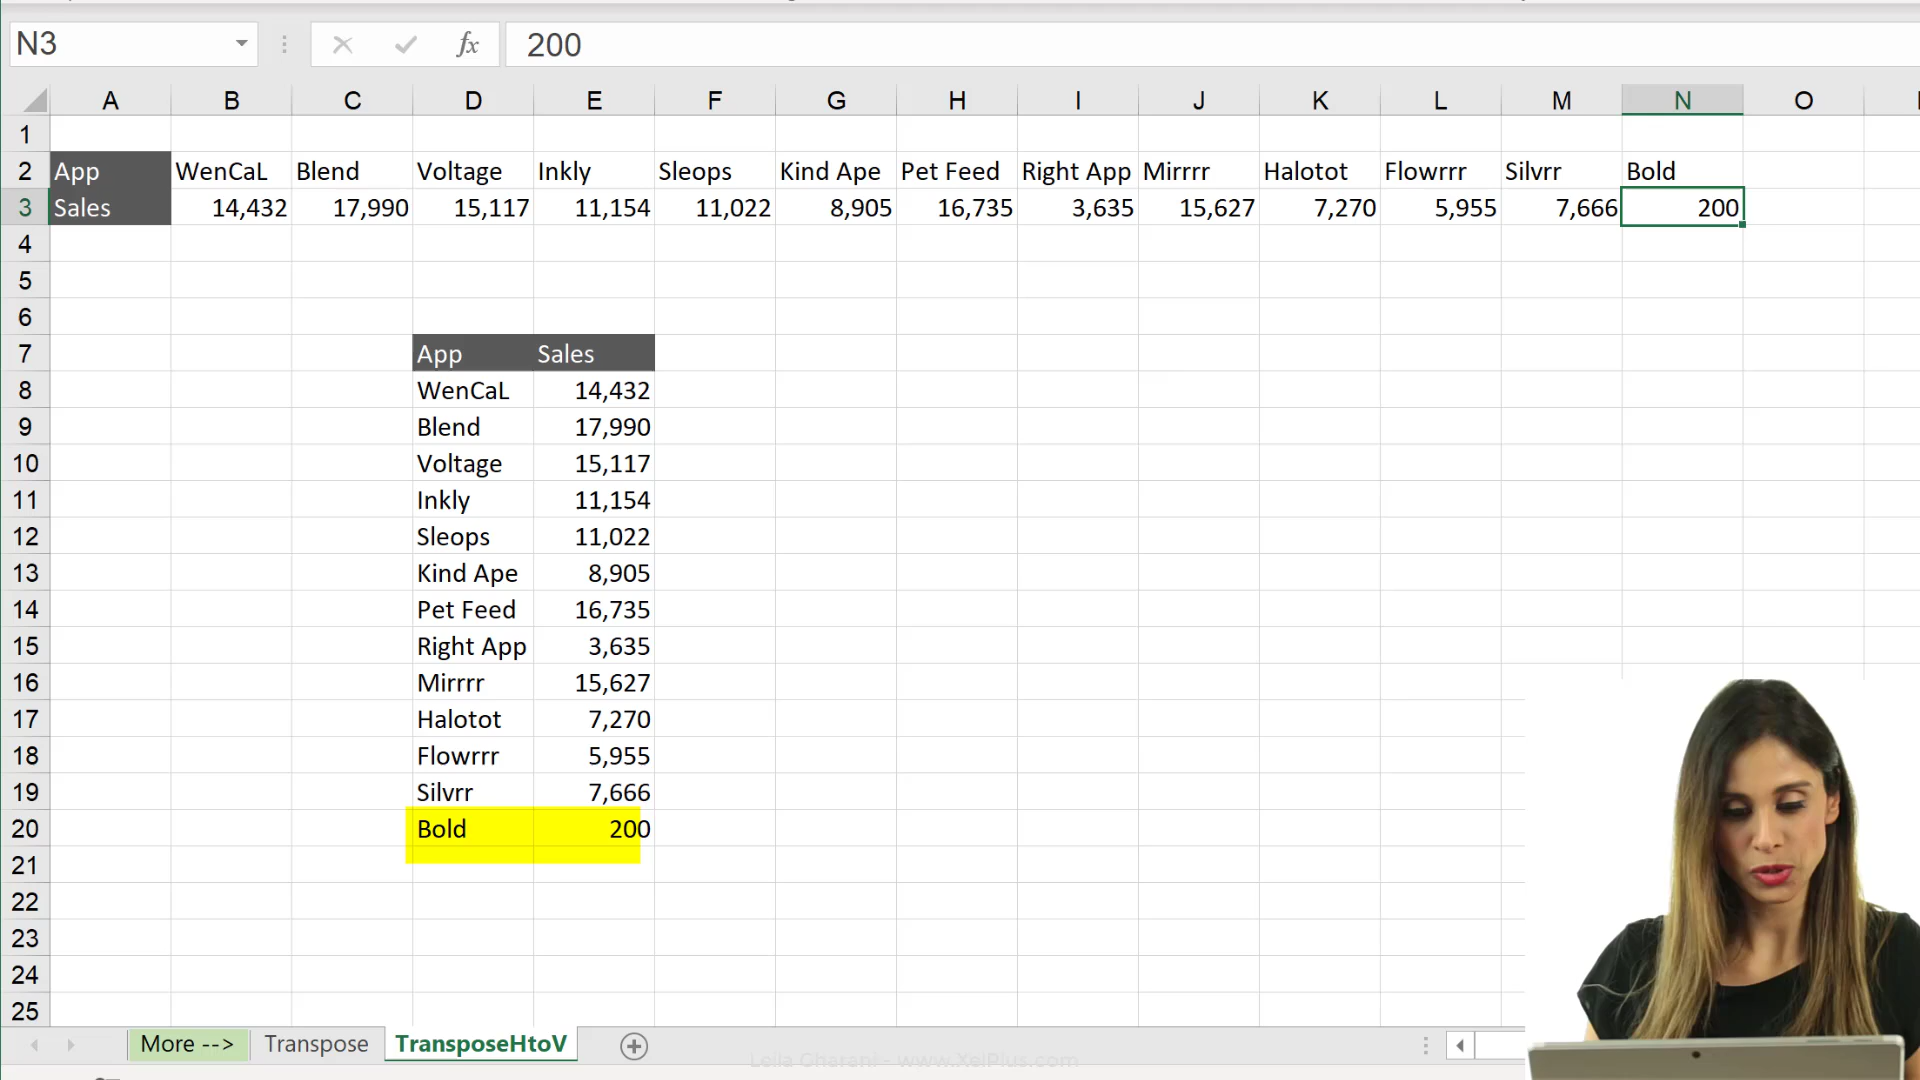 N3 fx 200
A B C D E F G H I J K L M N O
1
2 App WenCaL Blend Voltage Inkly Sleops Kind Ape Pet Feed Right App Mirrrr Halotot Flowrrr Silvrr Bold
3 Sales 14,432 17,990 15,117 11,154 11,022 8,905 16,735 3,635 15,627 7,270 5,955 7,666 200
4
5
6
7 App Sales
8 WenCaL 14,432
9 Blend 17,990
10 Voltage 15,117
11 Inkly 11,154
12 Sleops 11,022
13 Kind Ape 8,905
14 Pet Feed 16,735
15 Right App 3,635
16 Mirrrr 15,627
17 Halotot 7,270
18 Flowrrr 5,955
19 Silvrr 7,666
20 Bold 200
21
22
23
24
25
More --> Transpose TransposeHtoV
Leila Gharani - www.XelPlus.com